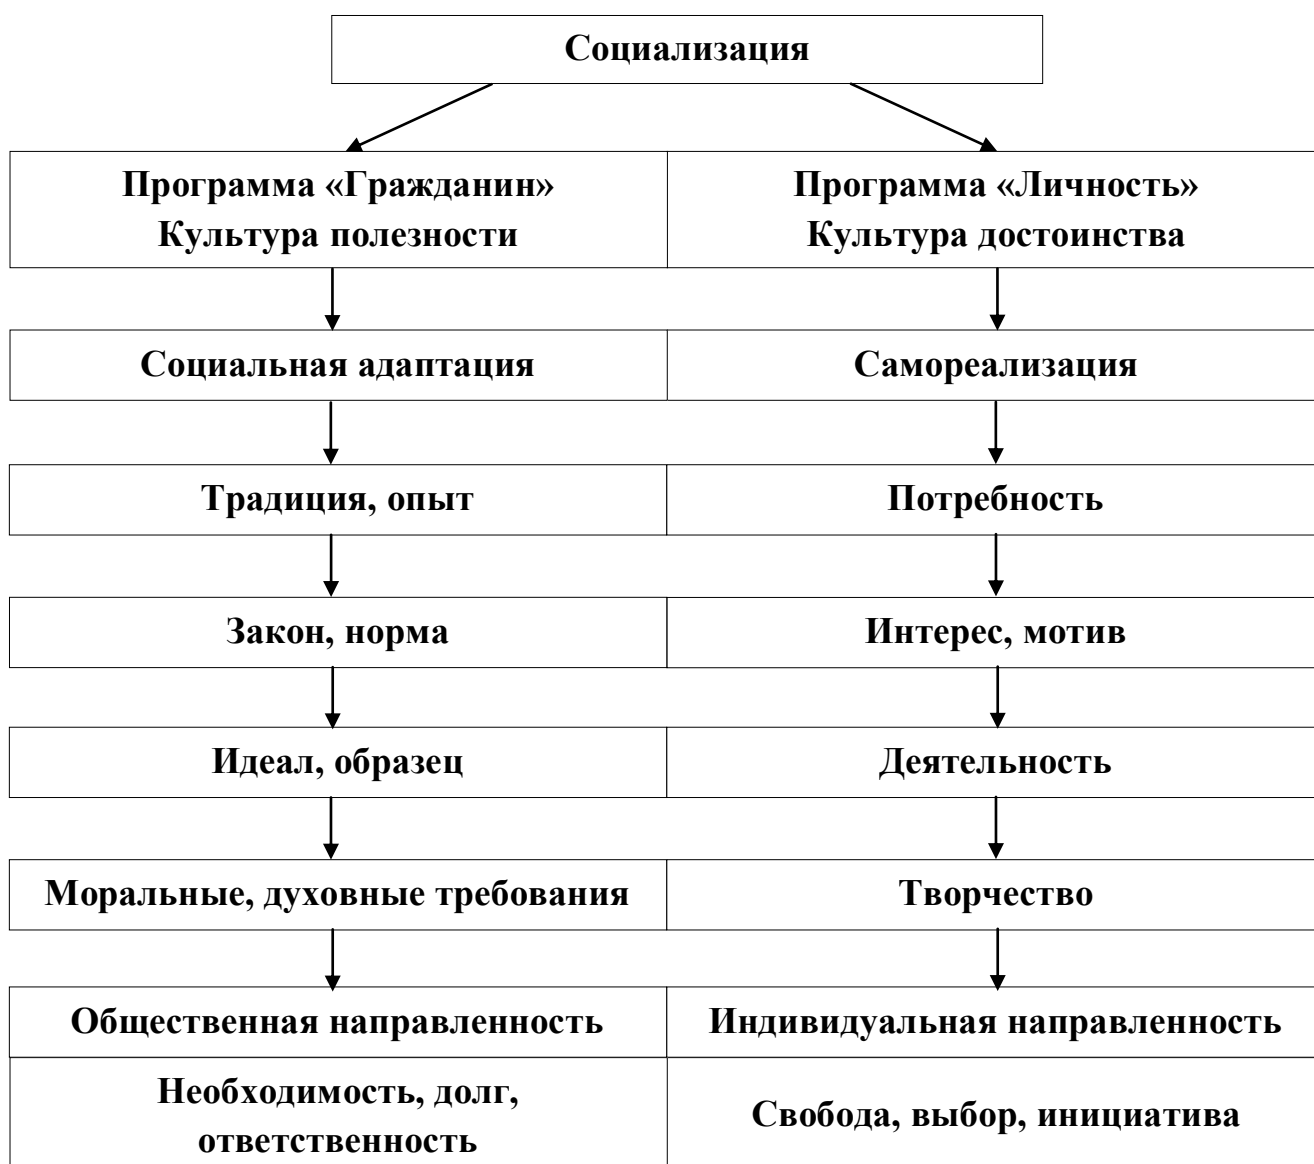 Социализация
Программа «Гражданин»
Культура полезности
Программа «Личность»
Культура достоинства
Социальная адаптация
Самореализация
Традиция, опыт
Потребность
Закон, норма
Интерес, мотив
Идеал, образец
Деятельность
Моральные, духовные требования
Творчество
Общественная направленность
Индивидуальная направленность
Необходимость, долг,
ответственность
Свобода, выбор, инициатива